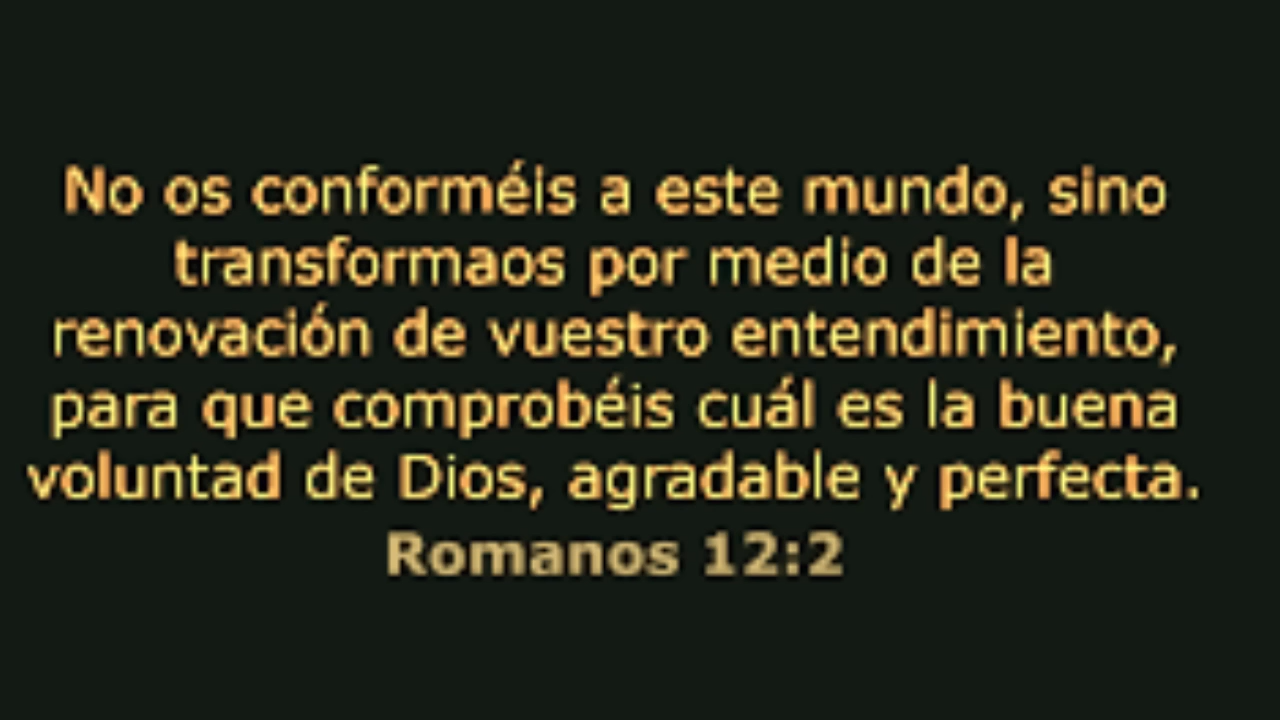 No os conforméis a este mundo, sino
transformaos por medio de la
renovación de vuestro entendimiento,
para que comprobéis cuál es la buena
voluntad de Dios, agradable y perfecta.
Romanos 12:2